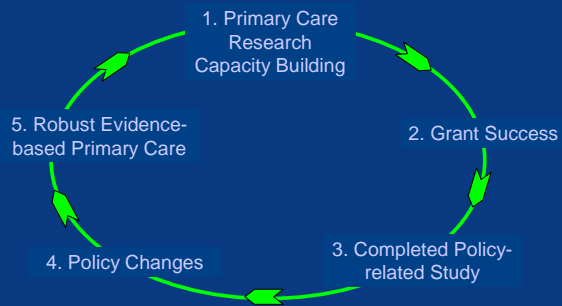 1. Primary Care
Research
Capacity Building
2. Grant Success
3. Completed Policy-
related Study
4. Policy Changes
5. Robust Evidence-
based Primary Care